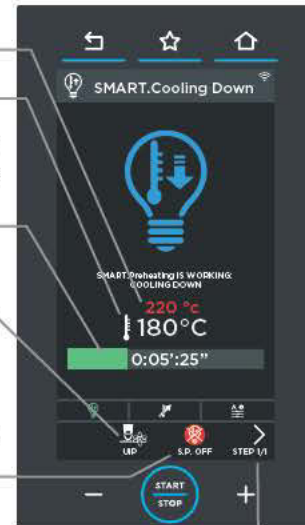 SMART.Cooling Down
SMART.Preheating IS WORKING:
COOLING DOWN
220 °c
180°C
0:05':25”
UIP S.P. OFF STEP 1/1
START
STOP